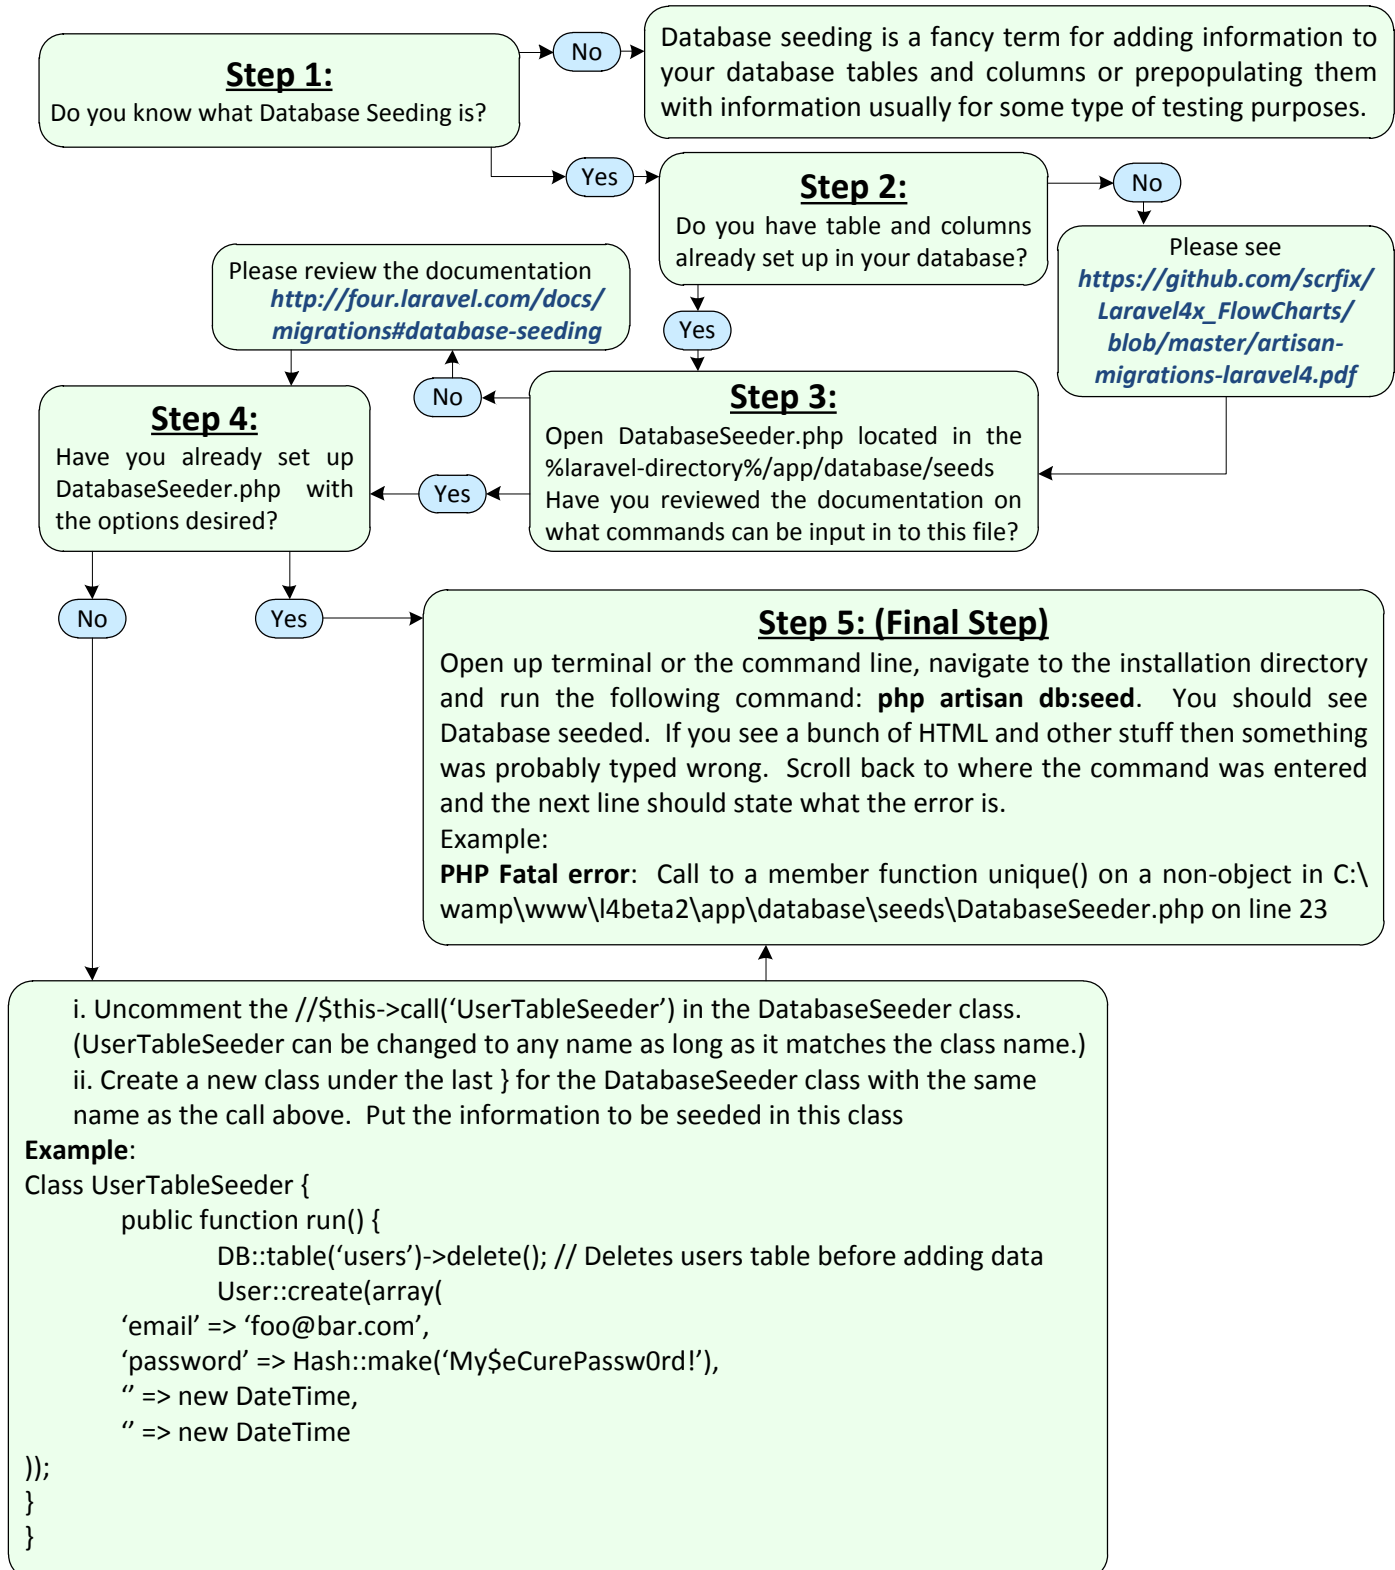 Step 1:
Do you know what Database Seeding is?
No
Database seeding is a fancy term for adding information to
your database tables and columns or prepopulating them
with information usually for some type of testing purposes.
Yes
Step 2:
Do you have table and columns
already set up in your database?
No
Please see
https://github.com/scrfix/
Laravel4x_FlowCharts/
blob/master/artisan-
migrations-laravel4.pdf
Yes
Step 3:
Open DatabaseSeeder.php located in the
%laravel-directory%/app/database/seeds
Have you reviewed the documentation on
what commands can be input in to this file?
No
Please review the documentation
http://four.laravel.com/docs/
migrations#database-seeding
Yes
Step 4:
Have you already set up
DatabaseSeeder.php with
the options desired?
No
Yes
Step 5: (Final Step)
Open up terminal or the command line, navigate to the installation directory
and run the following command: php artisan db:seed. You should see
Database seeded. If you see a bunch of HTML and other stuff then something
was probably typed wrong. Scroll back to where the command was entered
and the next line should state what the error is.
Example:
PHP Fatal error: Call to a member function unique() on a non-object in C:\
wamp\www\l4beta2\app\database\seeds\DatabaseSeeder.php on line 23
i. Uncomment the //$this->call(‘UserTableSeeder’) in the DatabaseSeeder class.
(UserTableSeeder can be changed to any name as long as it matches the class name.)
ii. Create a new class under the last } for the DatabaseSeeder class with the same
name as the call above. Put the information to be seeded in this class
Example:
Class UserTableSeeder {
public function run() {
DB::table(‘users’)->delete(); // Deletes users table before adding data
User::create(array(
‘email’ => ‘foo@bar.com’,
‘password’ => Hash::make(‘My$eCurePassw0rd!’),
‘’ => new DateTime,
‘’ => new DateTime
));
}
}